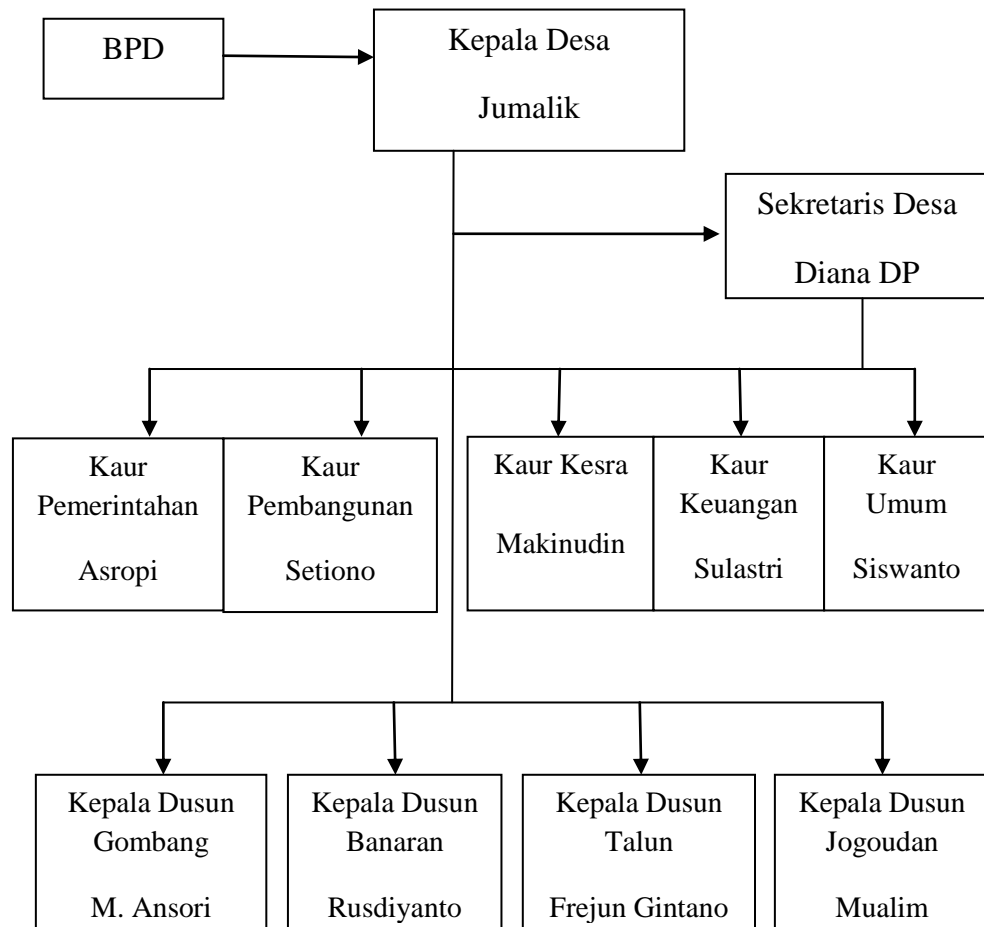 BPD
Kepala Desa
Jumalik
Sekretaris Desa
Diana DP
Kaur
Pemerintahan
Asropi
Kaur
Pembangunan
Setiono
Kaur Kesra
Makinudin
Kaur
Keuangan
Sulastri
Kaur
Umum
Siswanto
Kepala Dusun
Gombang
M. Ansori
Kepala Dusun
Banaran
Rusdiyanto
Kepala Dusun
Talun
Frejun Gintano
Kepala Dusun
Jogoudan
Mualim